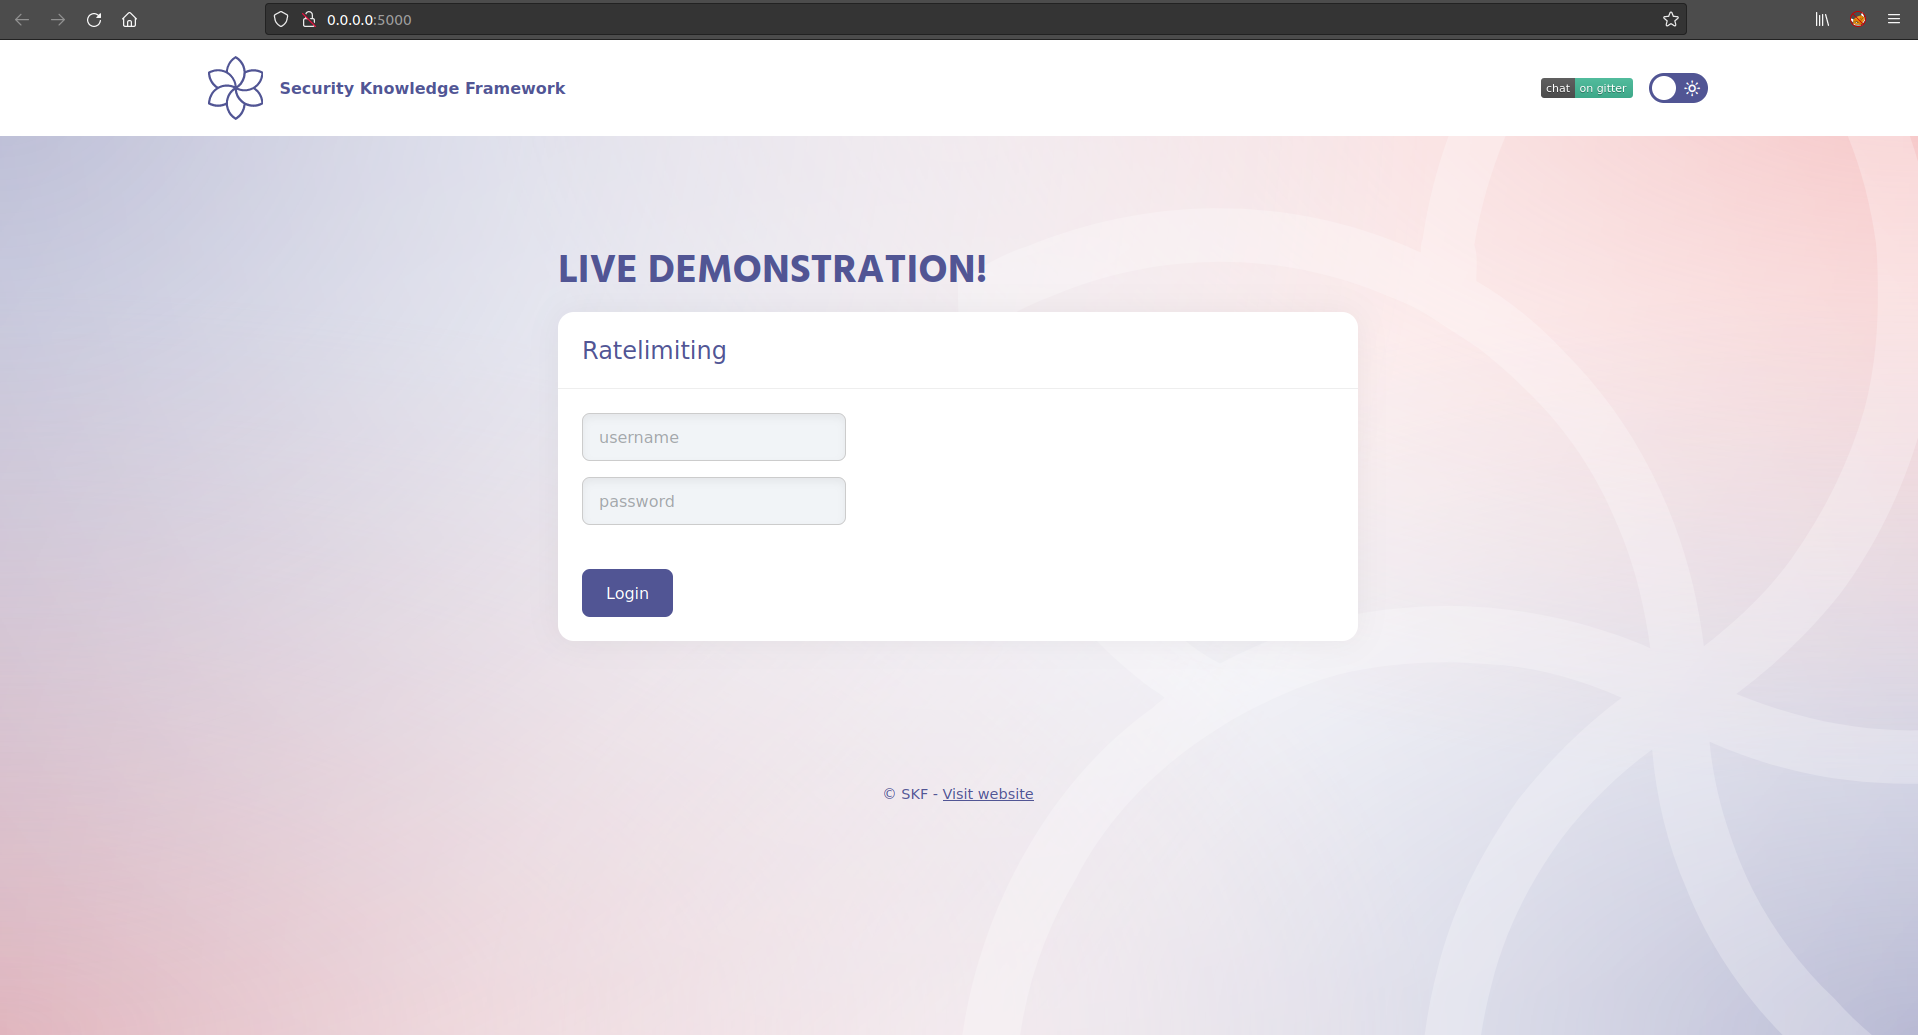 0.0.0.0:5000
Security Knowledge Framework
chat on gitter
LIVE DEMONSTRATION!
Ratelimiting
username
password
Login
© SKF - Visit website